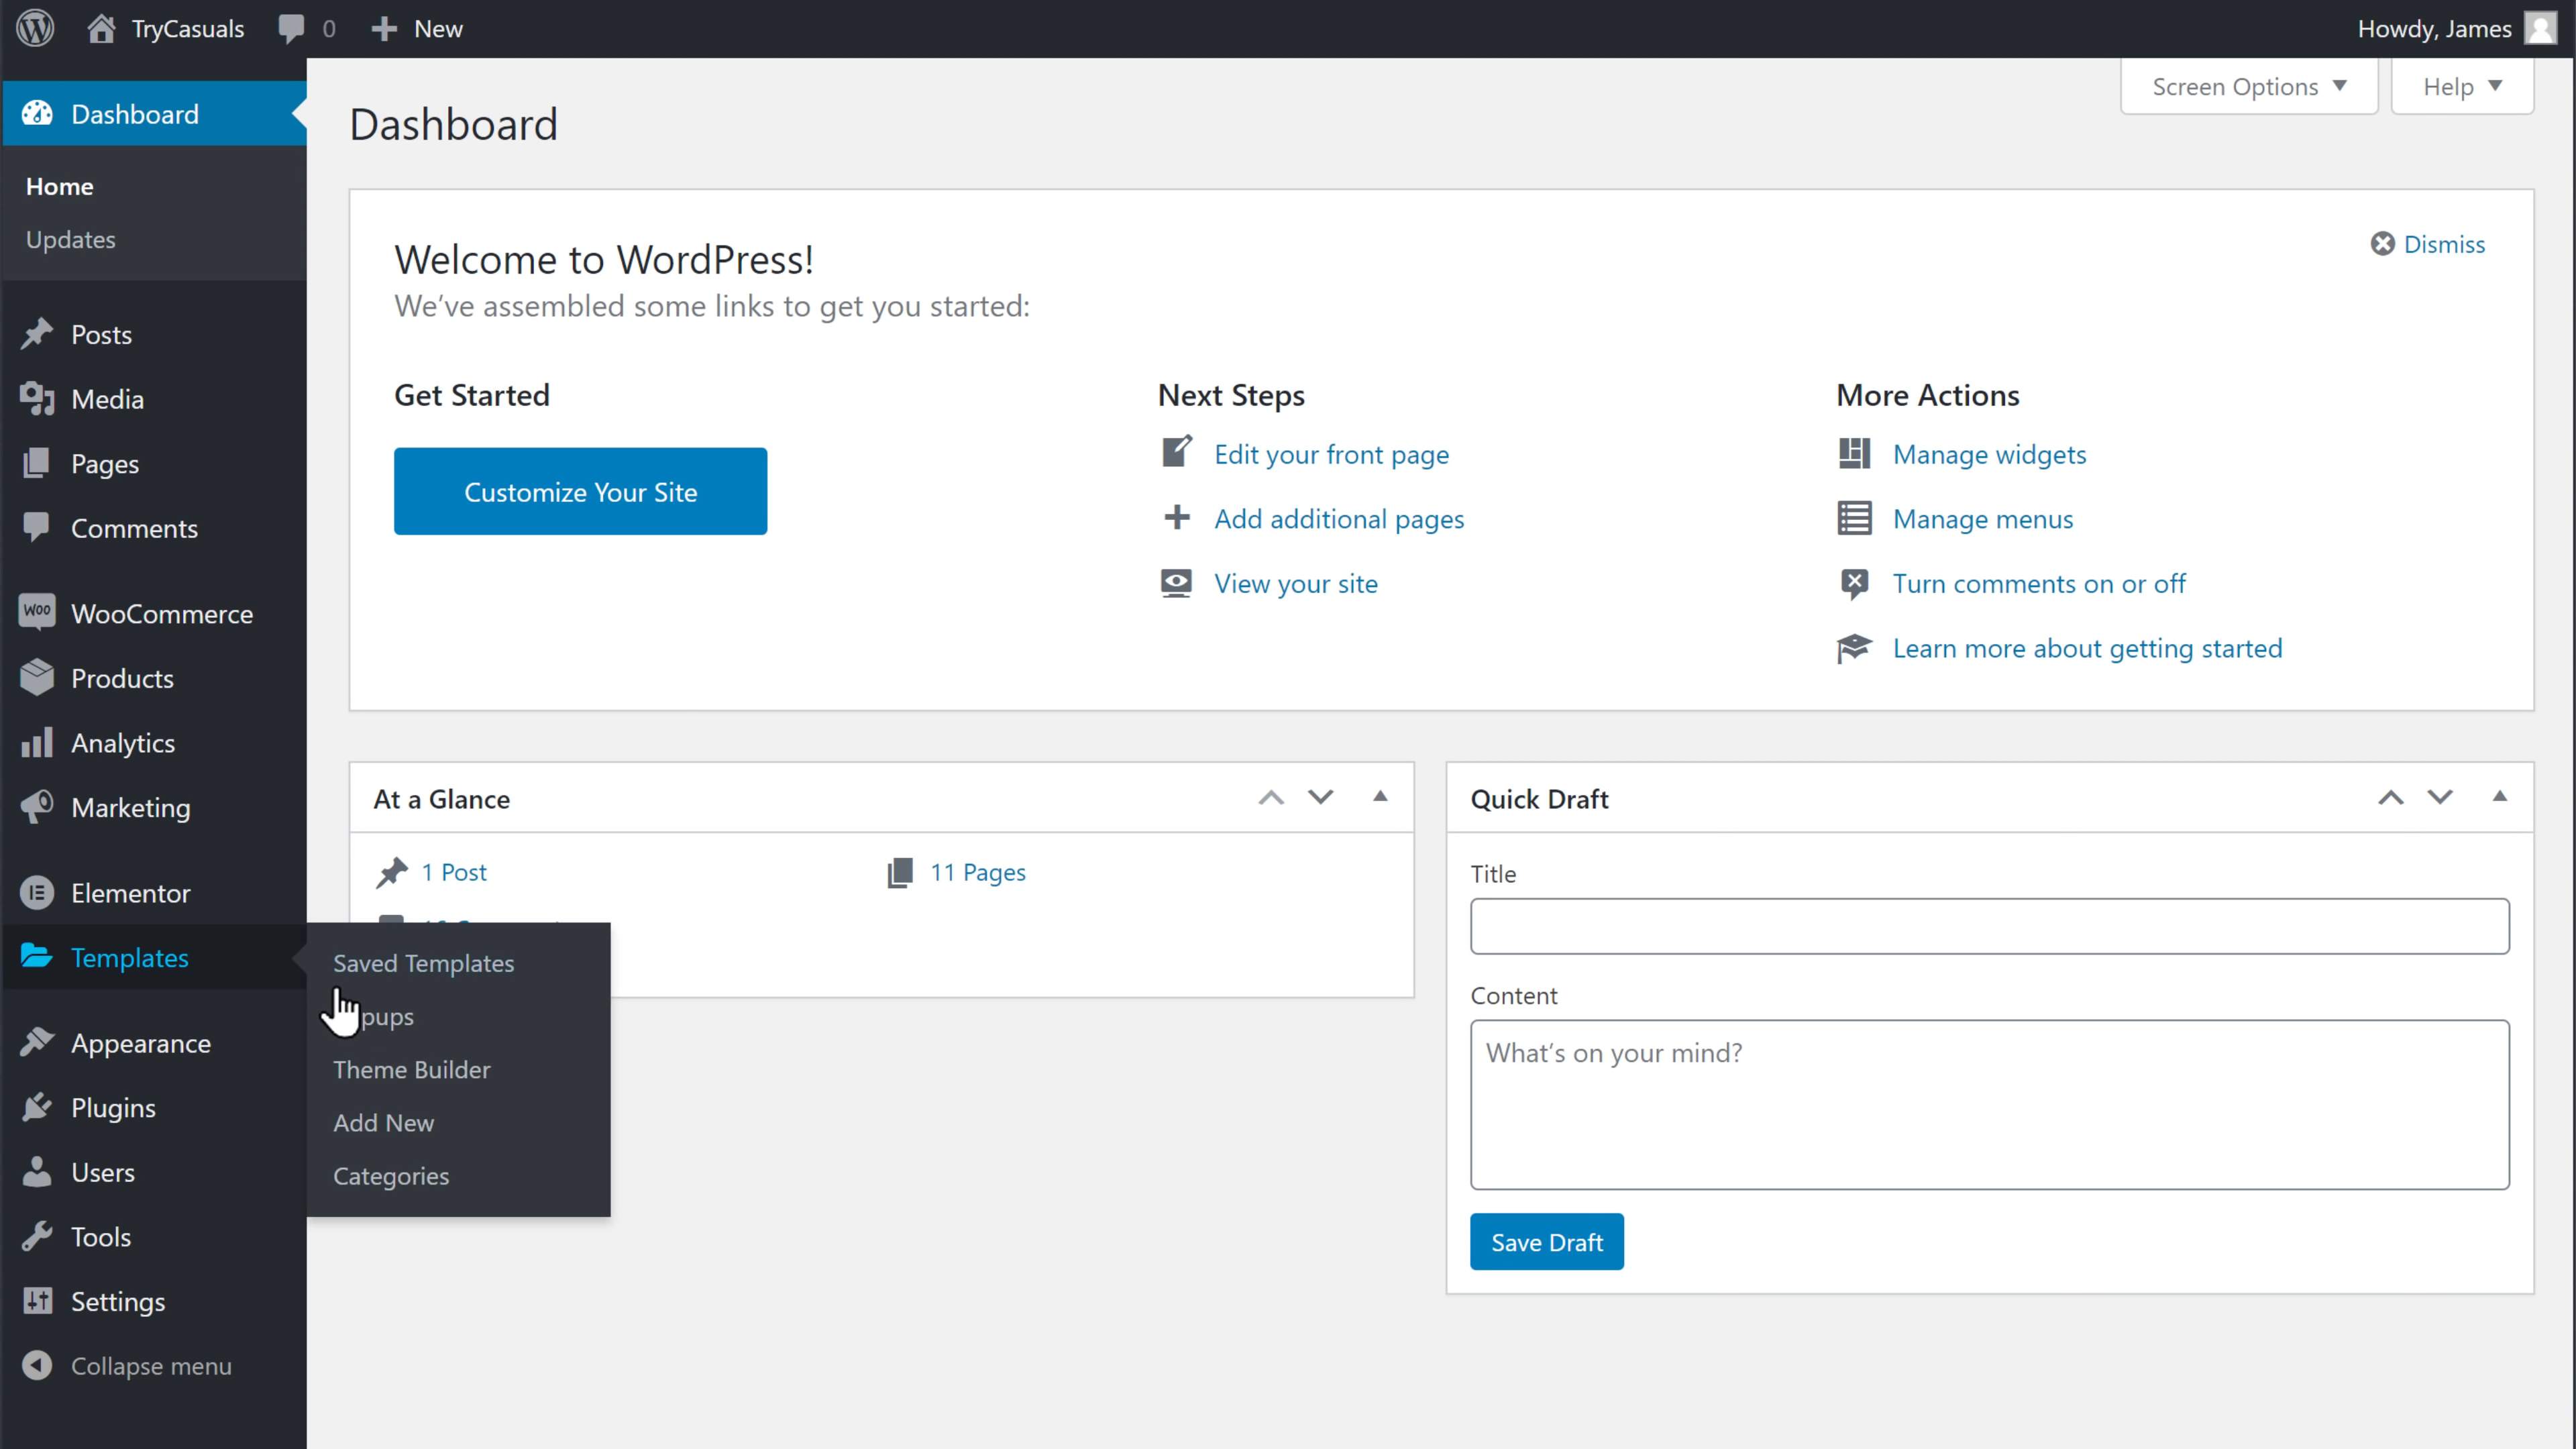 TryCasuals 0 New
Howdy, James
Screen Options Help
Dashboard
Home
Updates
Posts
Media
Pages
Comments
WOO WooCommerce
Products
Analytics
Marketing
Elementor
Templates
Appearance
Plugins
Users
Tools
Settings
Collapse menu
Saved Templates
Theme Builder
Add New
Categories
Dashboard
Welcome to WordPress!
We've assembled some links to get you started:
Dismiss
Get Started
Customize Your Site
Next Steps
Edit your front page
Add additional pages
View your site
More Actions
Manage widgets
Manage menus
Turn comments on or off
Learn more about getting started
At a Glance
1 Post
11 Pages
Quick Draft
Title
Content
What's on your mind?
Save Draft